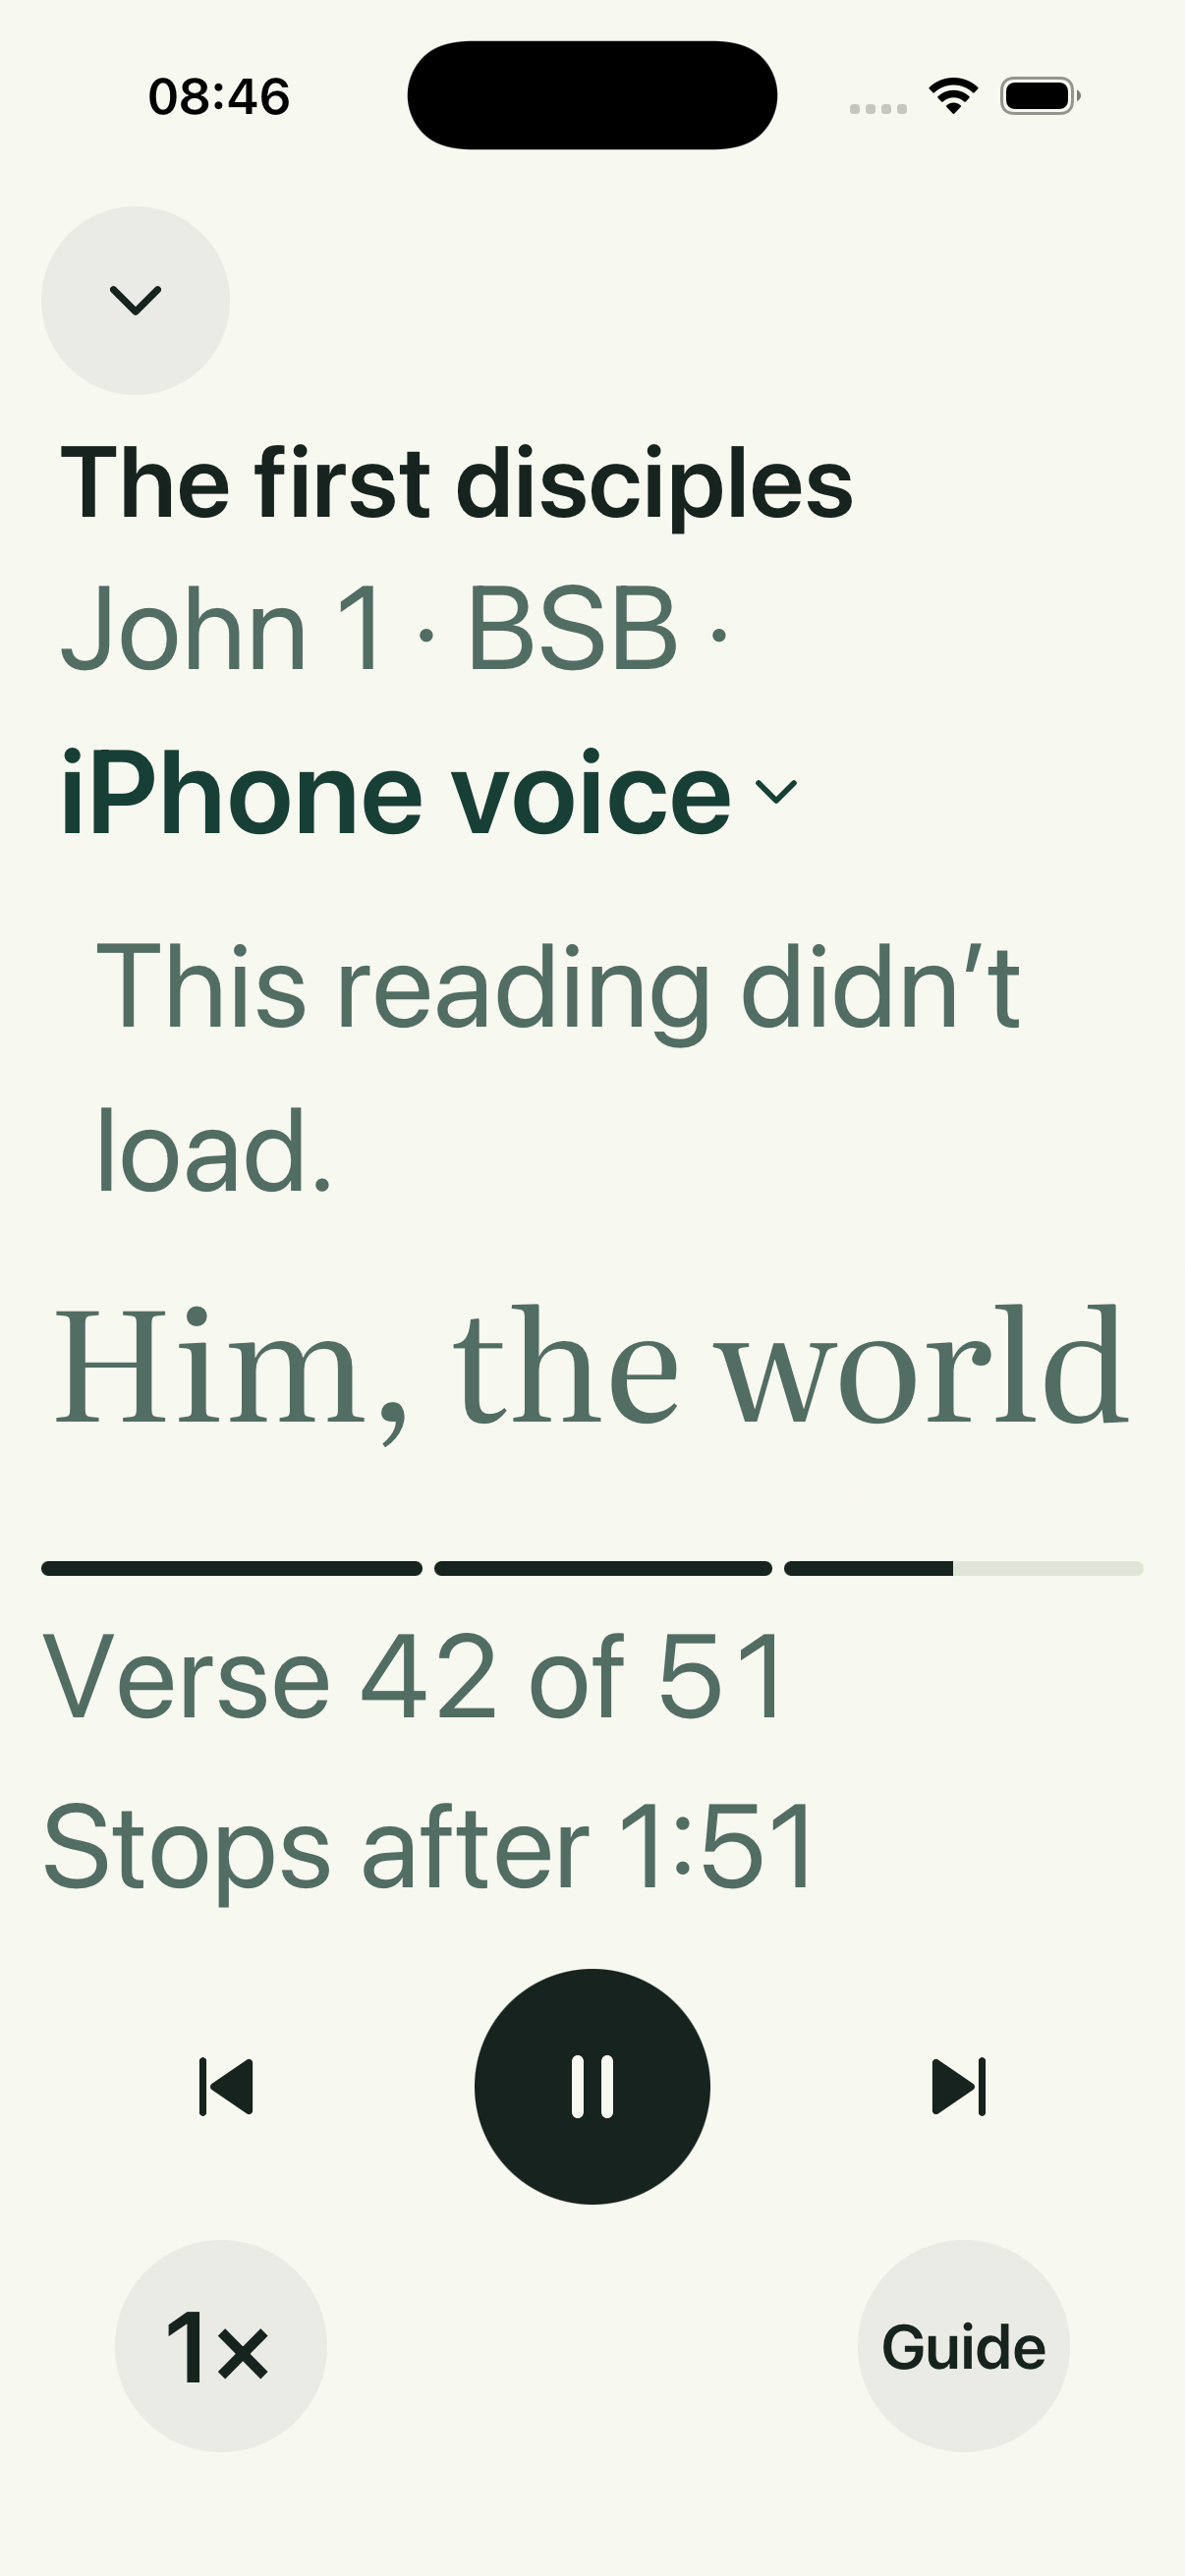 08:46
The first disciples
John 1 · BSB ·
iPhone voice
This reading didn’t
load.
Him, the world
Verse 42 of 51
Stops after 1:51
1×
Guide